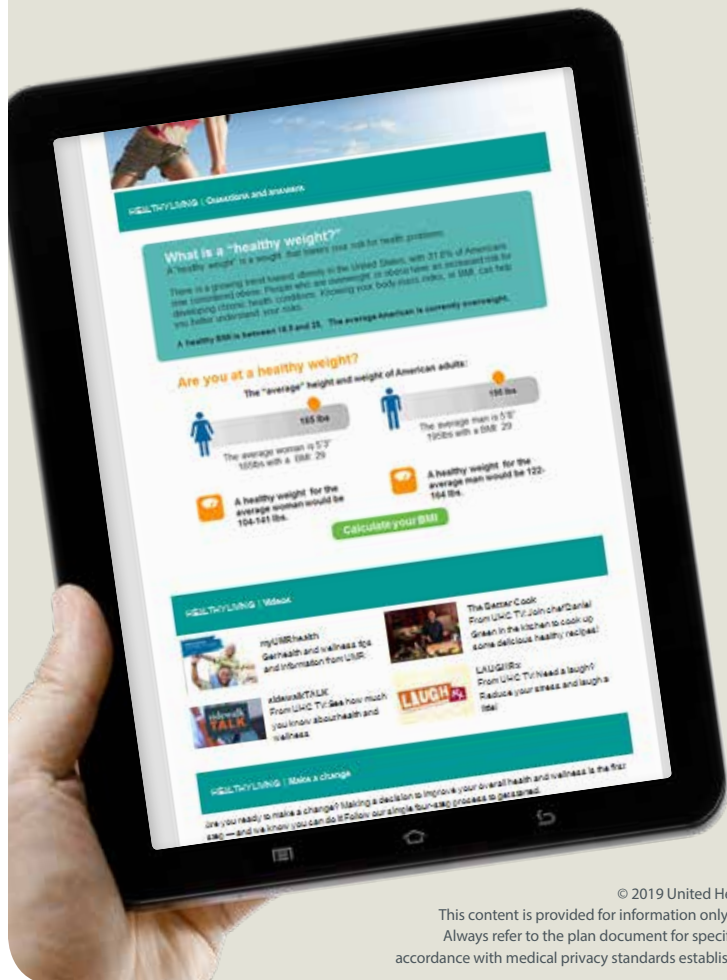 HEALTHY LIVING | Questions and answers
What is a "healthy weight?"
A "healthy weight" is a weight that lowers your risk for health problems.
There is a growing trend toward obesity in the United States, with 31.8% of Americans
now considered obese. People who are overweight or obese have an increased risk for
developing chronic health conditions. Knowing your body mass index, or BMI, can help
you better understand your risks.
A healthy BMI is between 18.5 and 25. The average American is currently overweight.
Are you at a healthy weight?
The "average" height and weight of American adults:
165 lbs
195 lbs
The average woman is 5'3"
165lbs with a BMI: 29
The average man is 5'8"
195lbs with a BMI: 29
A healthy weight for the
average woman would be
104-141 lbs.
A healthy weight for the
average man would be 122-
164 lbs.
Calculate your BMI
HEALTHY LIVING | Videos
myUMRhealth
Get health and wellness tips
and information from UMR
The Better Cook
From UHC TV: Join chef Daniel
Green in the kitchen to cook up
some delicious healthy recipes!
sidewalk
TALK
sidewalkTALK
From UHC TV: See how much
you know about health and
wellness
LAUGH Rx
LAUGHRx
From UHC TV: Need a laugh?
Reduce your stress and laugh a
little!
HEALTHY LIVING | Make a change
Are you ready to make a change? Making a decision to improve your overall health and wellness is the first
step — and we know you can do it! Follow our simple four-step process to get started.
© 2019 United He
This content is provided for information only
Always refer to the plan document for specif
accordance with medical privacy standards establis